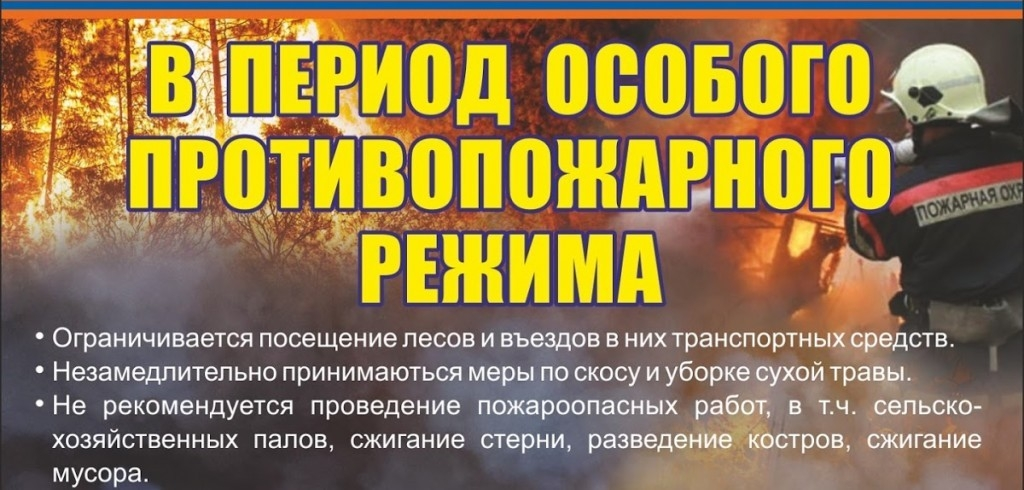 В ПЕРИОД ОСОБОГО
ПРОТИВОПОЖАРНОГО
РЕЖИМА
ПОЖАРНАЯ ОХР
• Ограничивается посещение лесов и въездов в них транспортных средств.
• Незамедлительно принимаються меры по скосу и уборке сухой травы.
• Не рекомендуется проведение пожароопасных работ, в т.ч. сельско-
хозяйственных палов, сжигание стерни, разведение костров, сжигание
мусора.